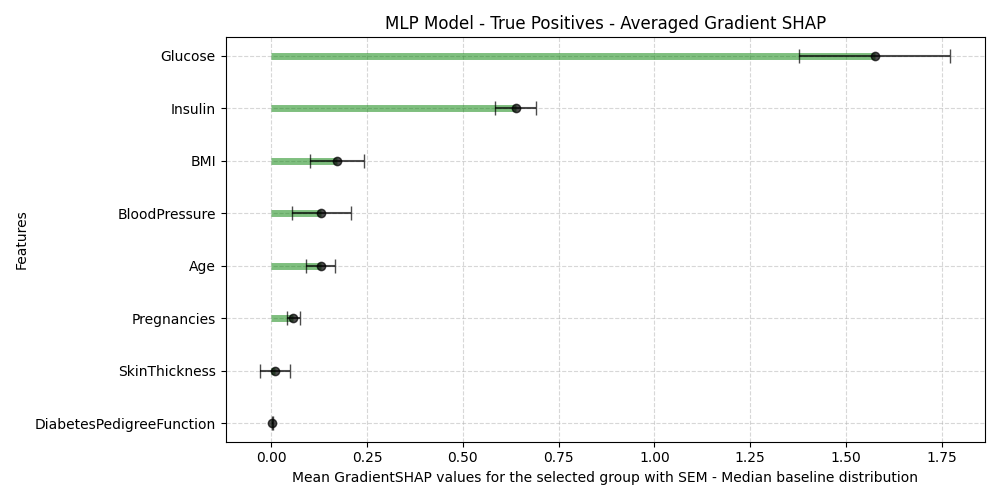 MLP Model - True Positives - Averaged Gradient SHAP
Features
Glucose
Insulin
BMI
BloodPressure
Age
Pregnancies
SkinThickness
DiabetesPedigreeFunction
0.00 0.25 0.50 0.75 1.00 1.25 1.50 1.75
Mean GradientSHAP values for the selected group with SEM - Median baseline distribution